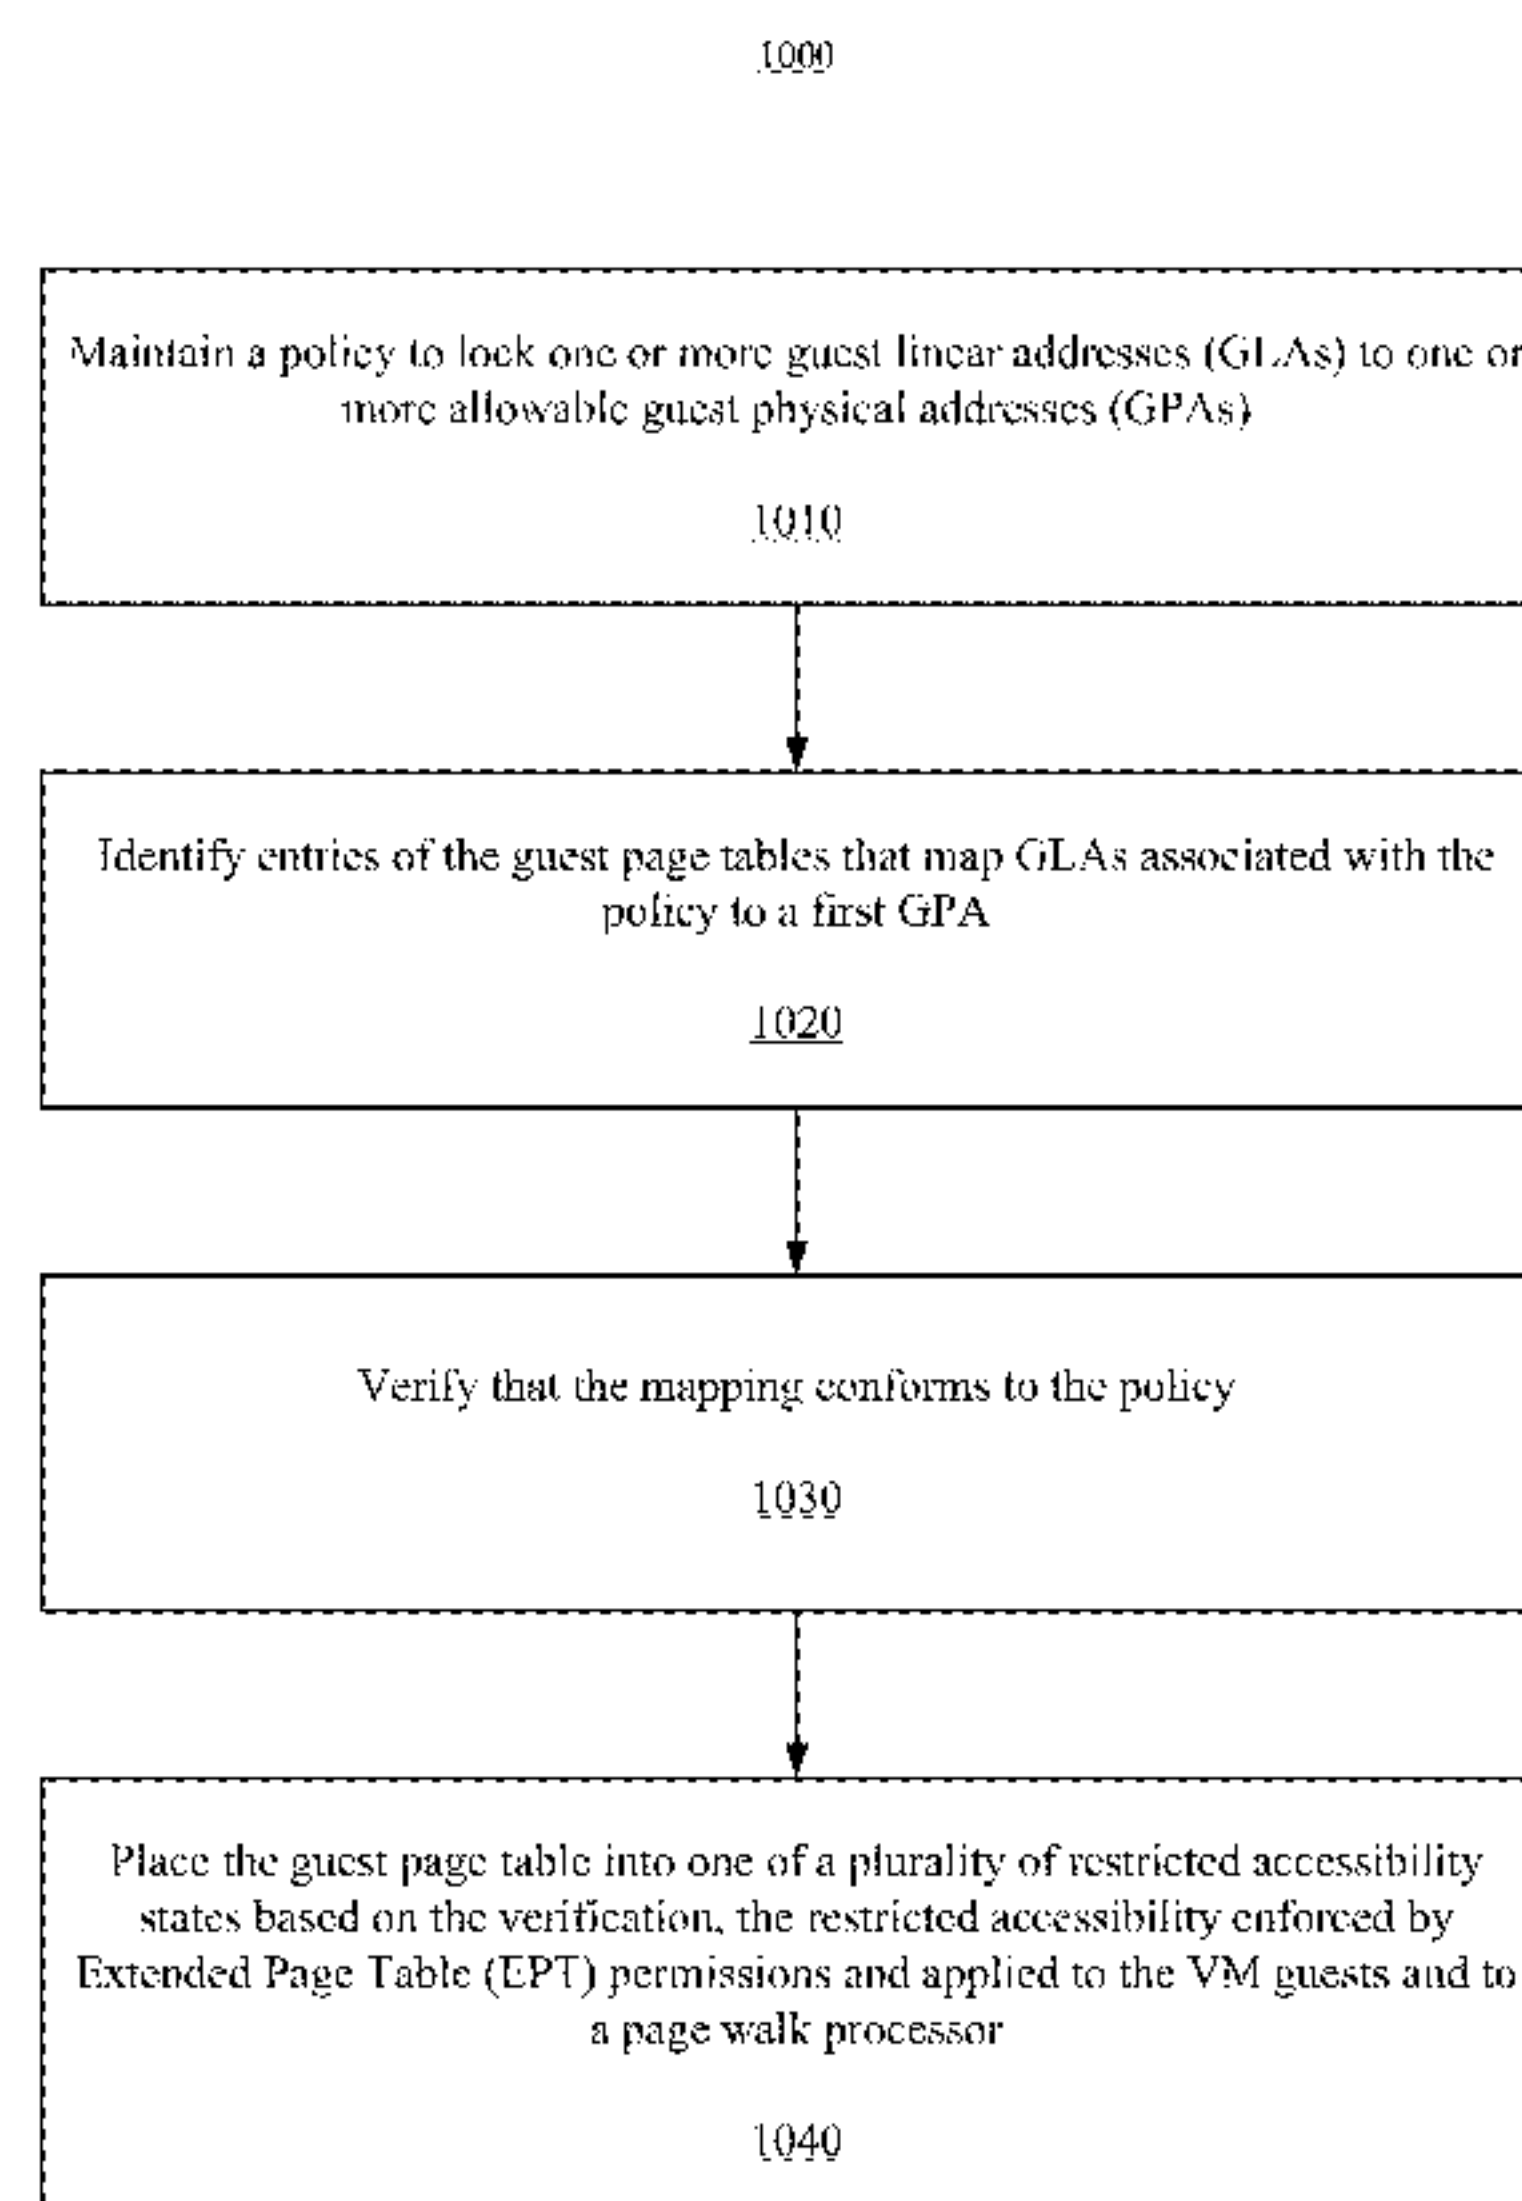 1000
Maintain a policy to lock one or more guest linear addresses (GLAs) to one or
more allowable guest physical addresses (GPAs)
1010
Identify entries of the guest page tables that map GLAs associated with the
policy to a first GPA
1020
Verify that the mapping conforms to the policy
1030
Place the guest page table into one of a plurality of restricted accessibility
states based on the verification, the restricted accessibility enforced by
Extended Page Table (EPT) permissions and applied to the VM guests and to
a page walk processor
1040